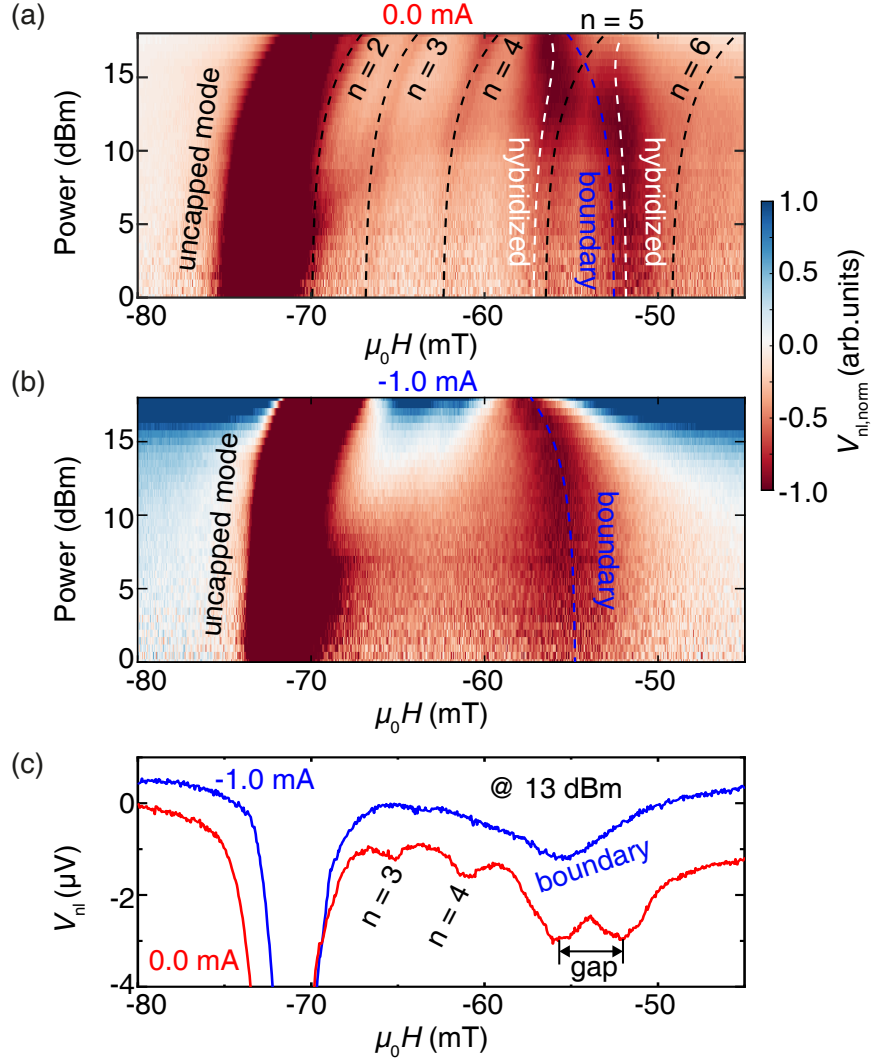 (a)
0.0 mA
n = 5
15
10
5
0
Power (dBm)
uncapped mode
n = 2
n = 3
n = 4
hybridized
boundary
hybridized
n = 6
-80
-70
-60
-50
μ₀H (mT)
1.0
0.5
0.0
-0.5
-1.0
Vnl,norm (arb.units)
(b)
-1.0 mA
15
10
5
0
Power (dBm)
uncapped mode
boundary
-80
-70
-60
-50
μ₀H (mT)
(c)
-1.0 mA
@ 13 dBm
0
-2
-4
Vnl (μV)
n = 3
n = 4
boundary
0.0 mA
gap
-80
-70
-60
-50
μ₀H (mT)